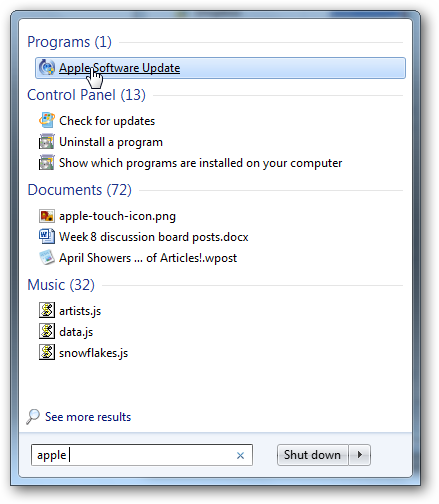 Programs (1)
Apple Software Update
Control Panel (13)
Check for updates
Uninstall a program
Show which programs are installed on your computer
Documents (72)
apple-touch-icon.png
Week 8 discussion board posts.docx
April Showers ... of Articles!.wpost
Music (32)
artists.js
data.js
snowflakes.js
See more results
apple
Shut down